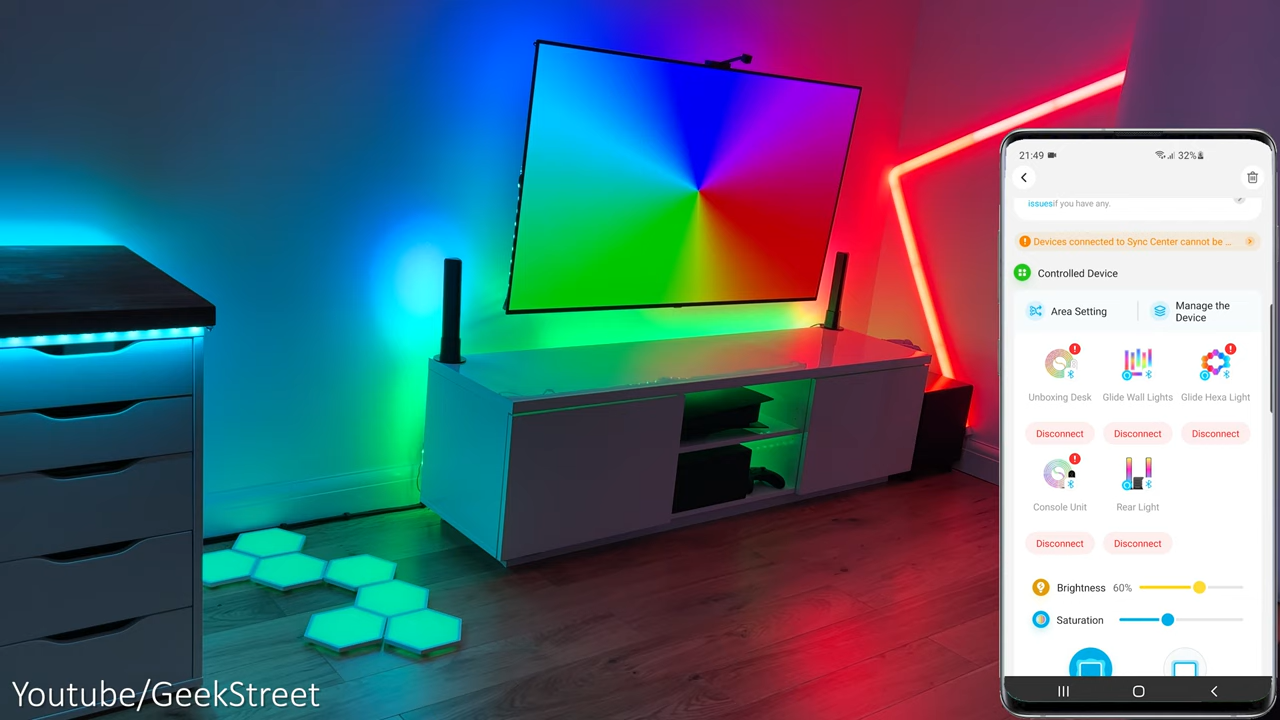 21:49
32%
issuesif you have any.
Devices connected to Sync Center cannot be ...
Controlled Device
Area Setting
Manage the
Device
Unboxing Desk
Glide Wall Lights
Glide Hexa Light
Disconnect
Disconnect
Disconnect
Console Unit
Rear Light
Disconnect
Disconnect
Brightness 60%
Saturation
Youtube/GeekStreet